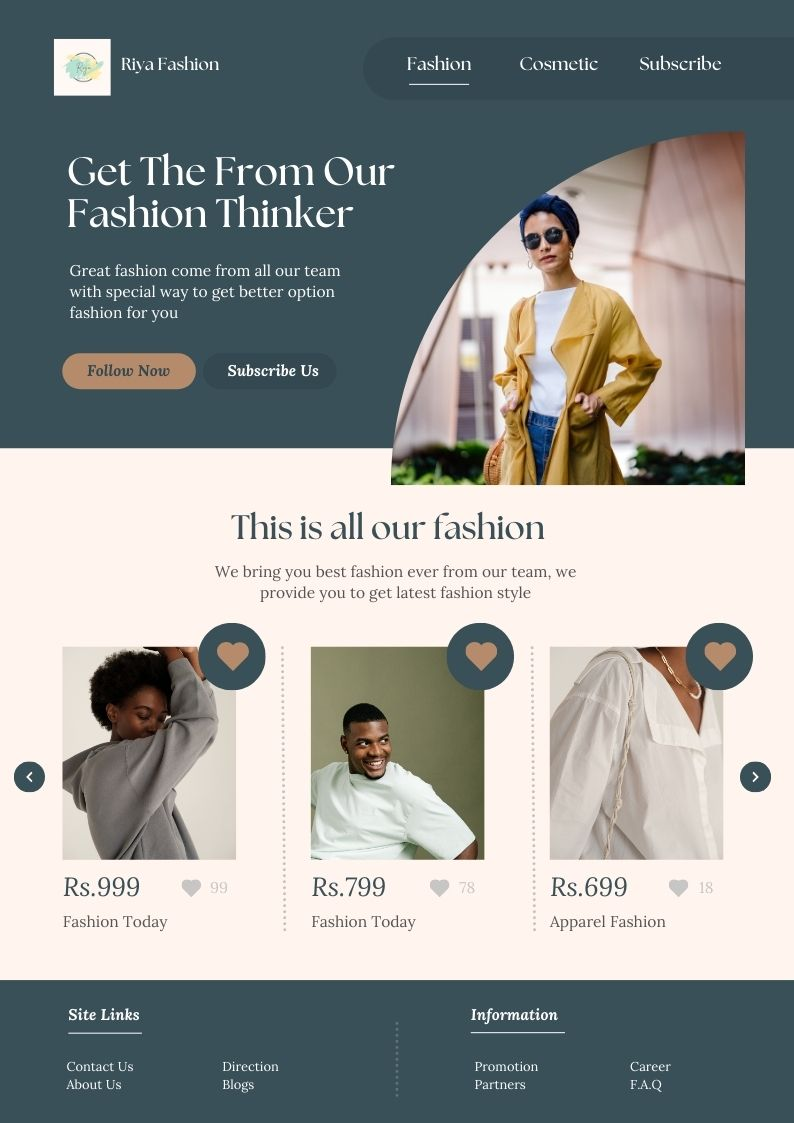 Riya Fashion
Fashion
Cosmetic
Subscribe
Get The From Our
Fashion Thinker
Great fashion come from all our team
with special way to get better option
fashion for you
Follow Now
Subscribe Us
This is all our fashion
We bring you best fashion ever from our team, we
provide you to get latest fashion style
Rs.999
99
Fashion Today
Rs.799
78
Fashion Today
Rs.699
18
Apparel Fashion
Site Links
Contact Us
About Us
Direction
Blogs
Information
Promotion
Partners
Career
F.A.Q